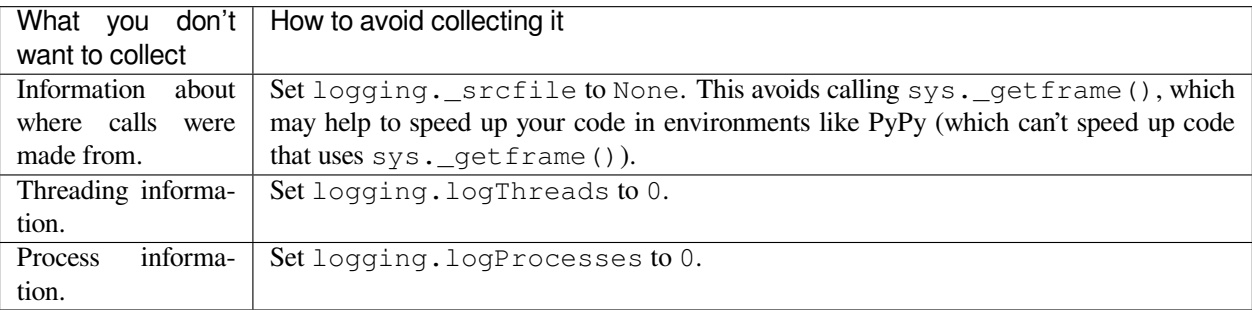 What you don't
want to collect
How to avoid collecting it
Information about
where calls were
made from.
Set logging._srcfile to None. This avoids calling sys._getframe(), which
may help to speed up your code in environments like PyPy (which can't speed up code
that uses sys._getframe()).
Threading informa-
tion.
Set logging.logThreads to 0.
Process informa-
tion.
Set logging.logProcesses to 0.